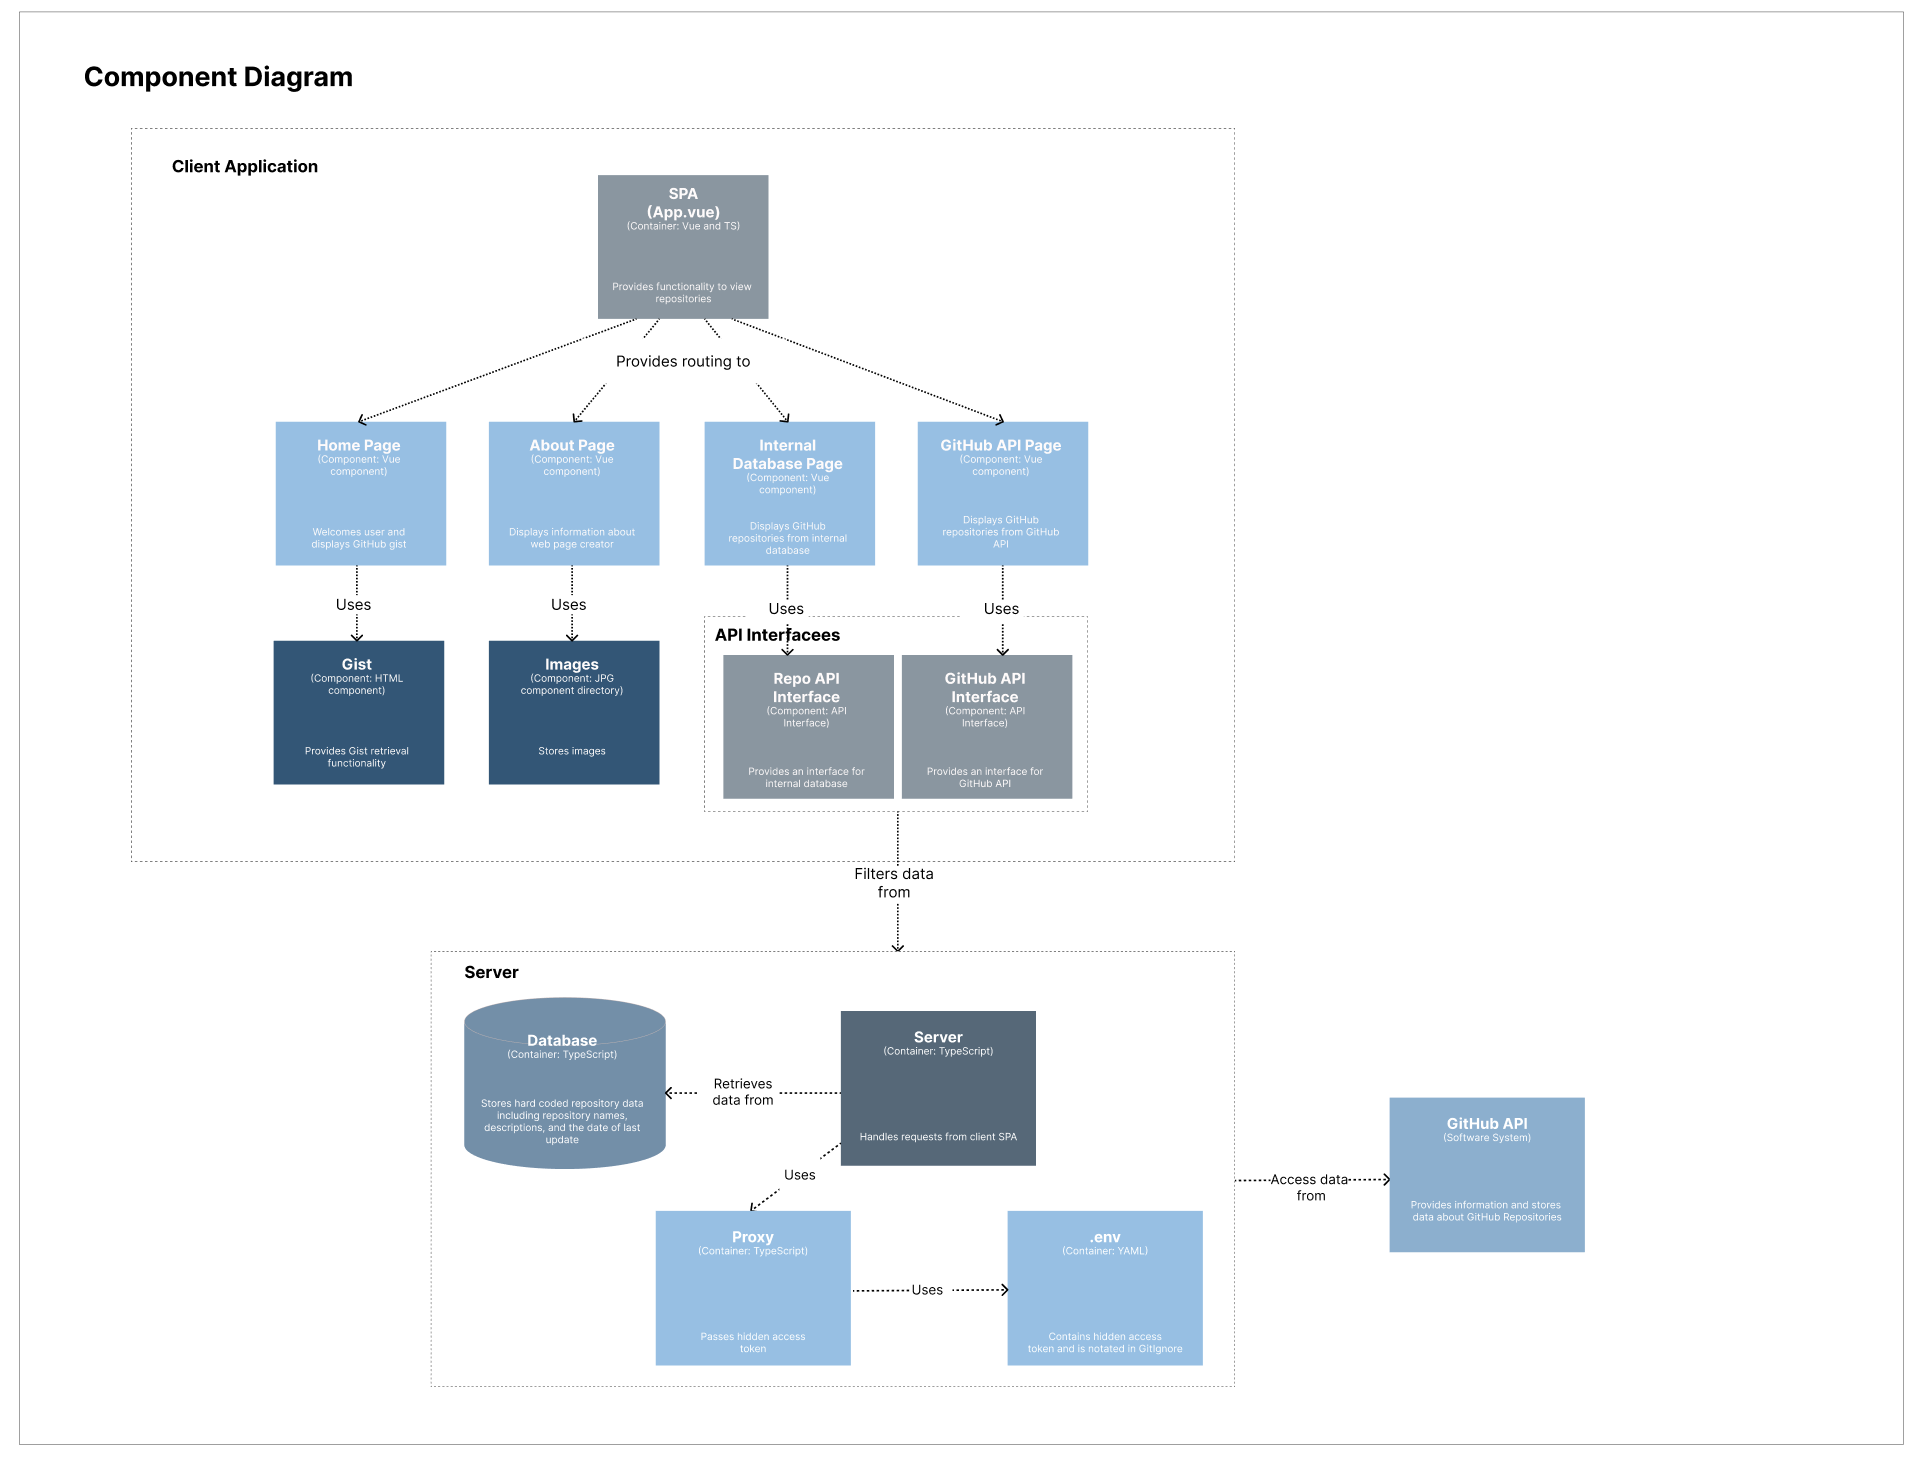 Component Diagram
Client Application
SPA
(App.vue)
(Container: Vue and TS)
Provides functionality to view
repositories
Provides routing to
Home Page
(Component: Vue
component)
Welcomes user and
displays GitHub gist
About Page
(Component: Vue
component)
Displays information about
web page creator
Internal
Database Page
(Component: Vue
component)
Displays GitHub
repositories from internal
database
GitHub API Page
(Component: Vue
component)
Displays GitHub
repositories from GitHub
API
Uses
Uses
Uses
Uses
Gist
(Component: HTML
component)
Provides Gist retrieval
functionality
Images
(Component: JPG
component directory)
Stores images
API Interfacees
Repo API
Interface
(Component: API
Interface)
Provides an interface for
internal database
GitHub API
Interface
(Component: API
Interface)
Provides an interface for
GitHub API
Filters data
from
Server
Database
(Container: TypeScript)
Stores hard coded repository data
including repository names,
descriptions, and the date of last
update
Retrieves
data from
Server
(Container: TypeScript)
Handles requests from client SPA
Uses
Proxy
(Container: TypeScript)
Passes hidden access
token
Uses
.env
(Container: YAML)
Contains hidden access
token and is notated in GitIgnore
Access data
from
GitHub API
(Software System)
Provides information and stores
data about GitHub Repositories